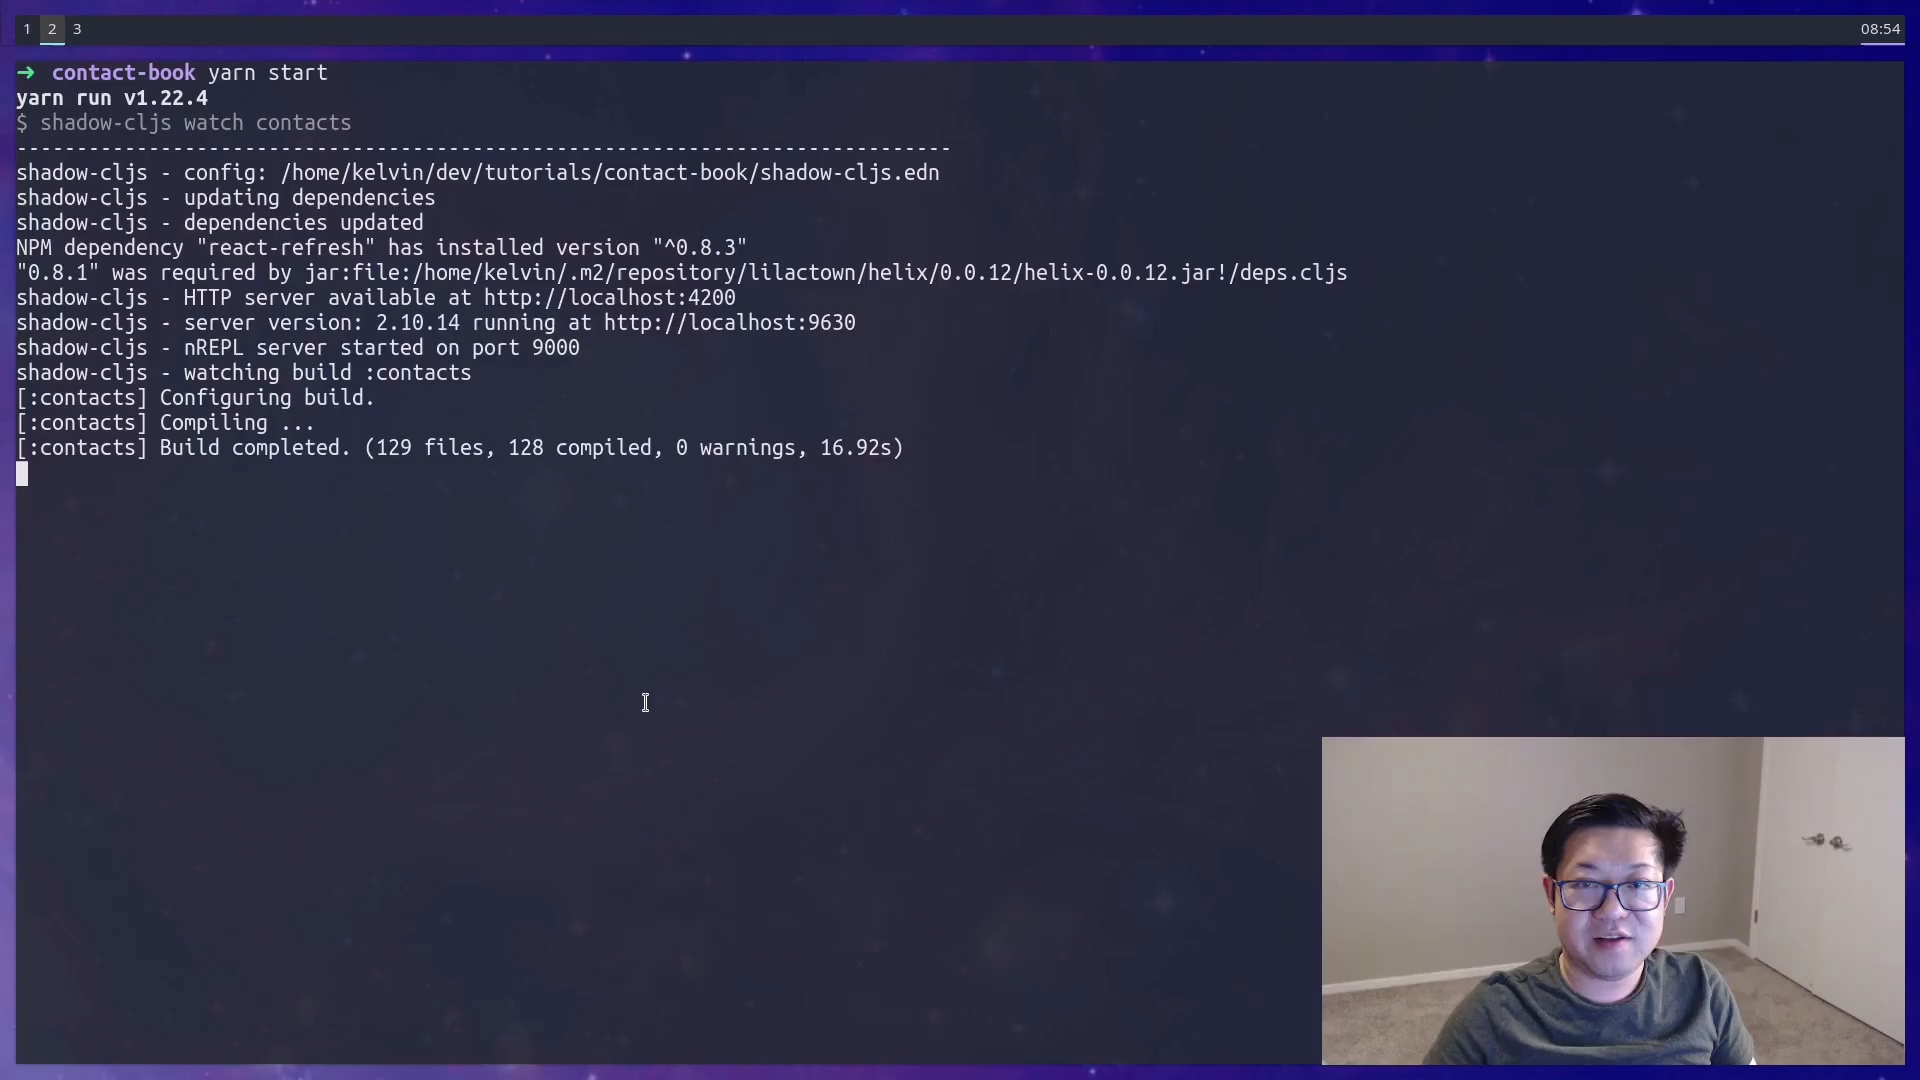 1 2 3 08:54
➜ contact-book yarn start
yarn run v1.22.4
$ shadow-cljs watch contacts
------------------------------------------------------------------------------
shadow-cljs - config: /home/kelvin/dev/tutorials/contact-book/shadow-cljs.edn
shadow-cljs - updating dependencies
shadow-cljs - dependencies updated
NPM dependency "react-refresh" has installed version "^0.8.3"
"0.8.1" was required by jar:file:/home/kelvin/.m2/repository/lilactown/helix/0.0.12/helix-0.0.12.jar!/deps.cljs
shadow-cljs - HTTP server available at http://localhost:4200
shadow-cljs - server version: 2.10.14 running at http://localhost:9630
shadow-cljs - nREPL server started on port 9000
shadow-cljs - watching build :contacts
[:contacts] Configuring build.
[:contacts] Compiling ...
[:contacts] Build completed. (129 files, 128 compiled, 0 warnings, 16.92s)